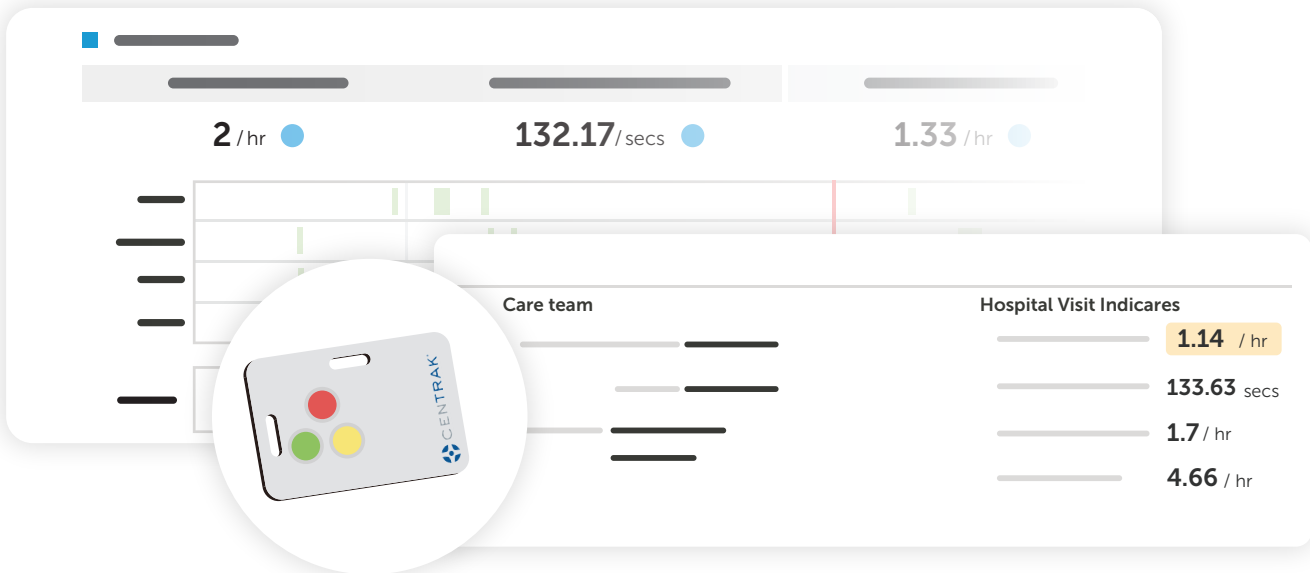 2 / hr
132.17/ secs
1.33 / hr
Care team
Hospital Visit Indicares
1.14 / hr
133.63 secs
1.7 / hr
4.66 / hr
CENTRAK